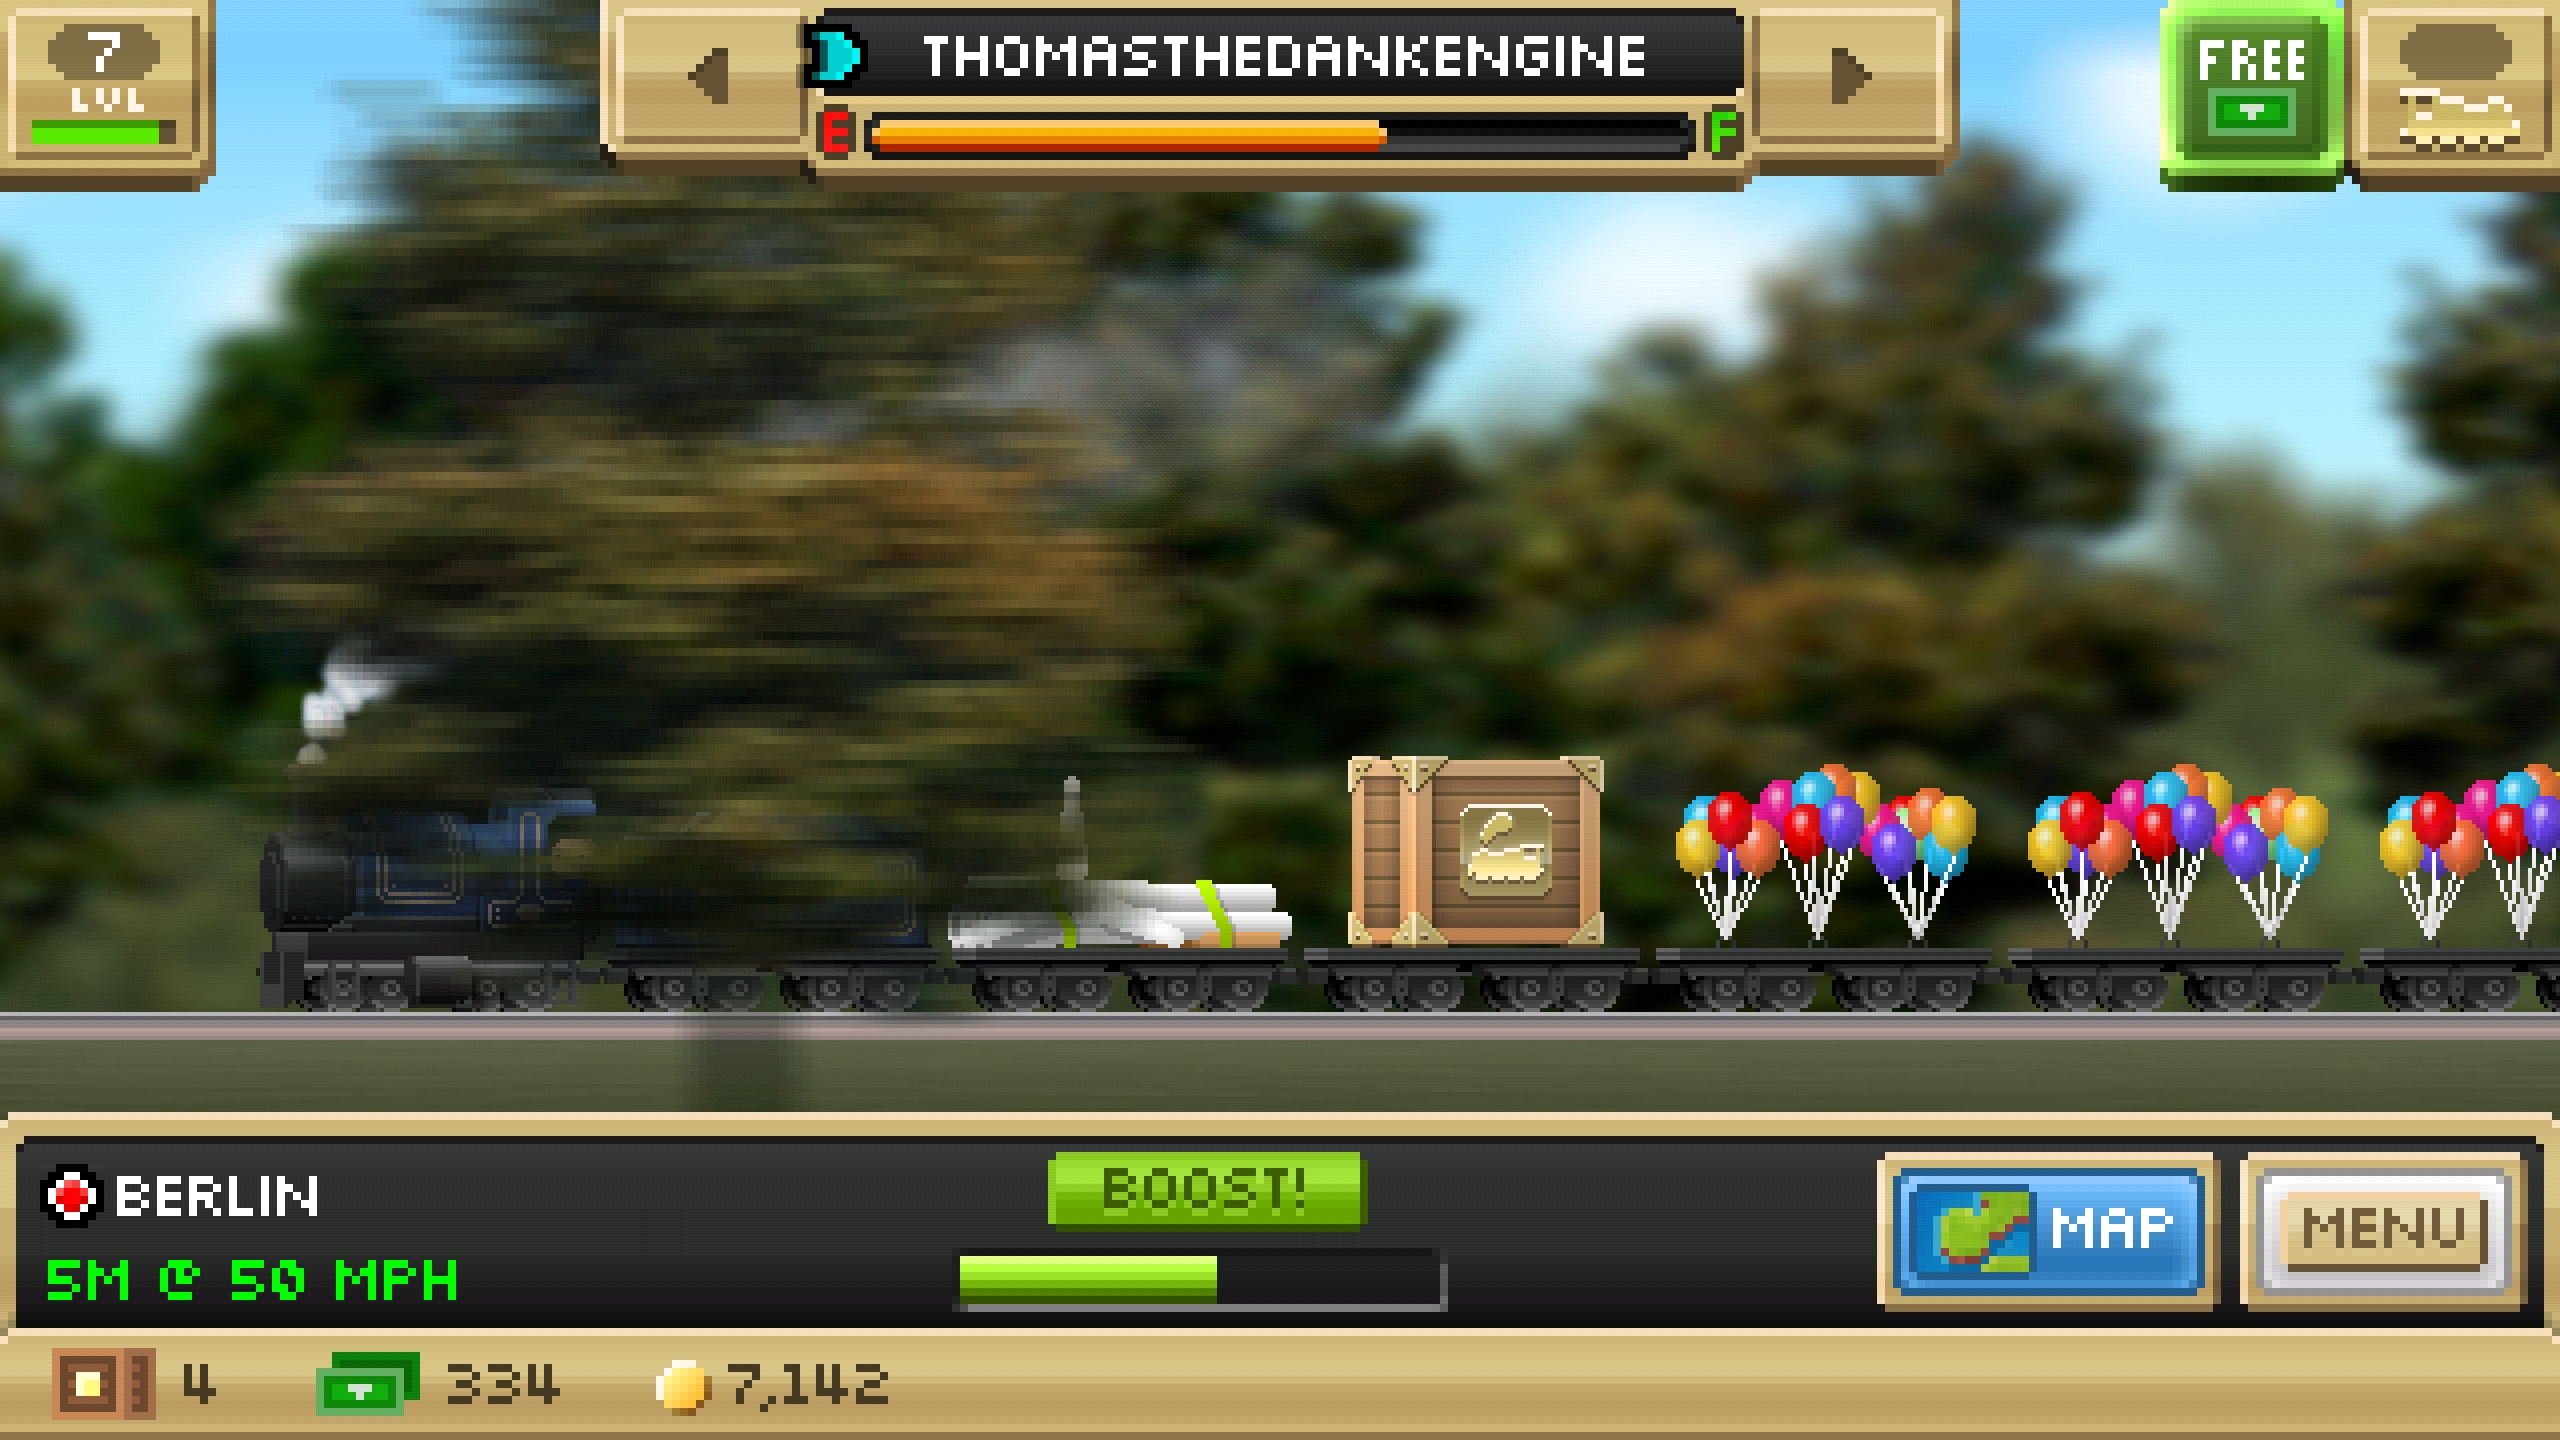 7
LVL
THOMASTHEDANKENGINE
E F
FREE
BERLIN
5M @ 50 MPH
BOOST!
MAP
MENU
4
334
7,142